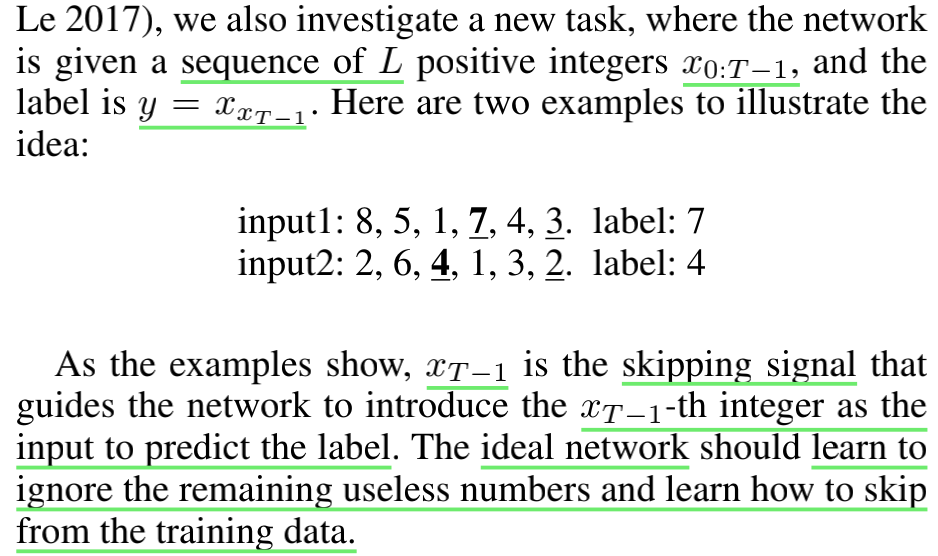 Le 2017), we also investigate a new task, where the network
is given a sequence of L positive integers x_{0:T−1}, and the
label is y = x_{x_{T−1}}. Here are two examples to illustrate the
idea:
input1: 8, 5, 1, 7, 4, 3. label: 7
input2: 2, 6, 4, 1, 3, 2. label: 4
As the examples show, x_{T−1} is the skipping signal that
guides the network to introduce the x_{T−1}-th integer as the
input to predict the label. The ideal network should learn to
ignore the remaining useless numbers and learn how to skip
from the training data.